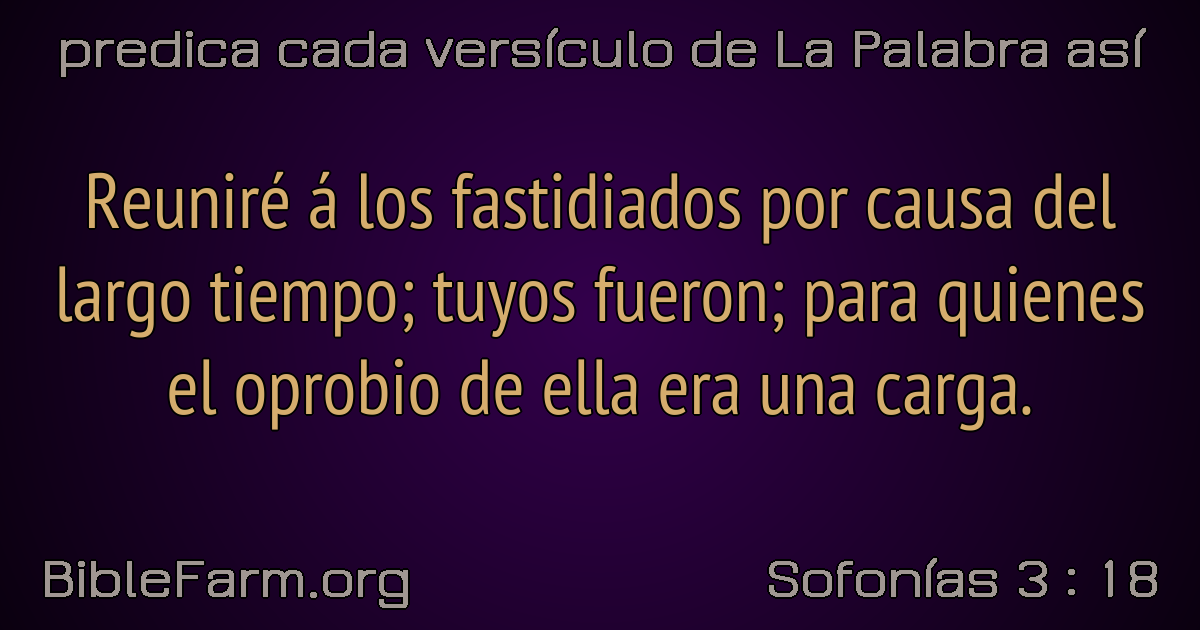 predica cada versículo de La Palabra así
Reuniré á los fastidiados por causa del
largo tiempo; tuyos fueron; para quienes
el oprobio de ella era una carga.
BibleFarm.org
Sofonías 3 : 18